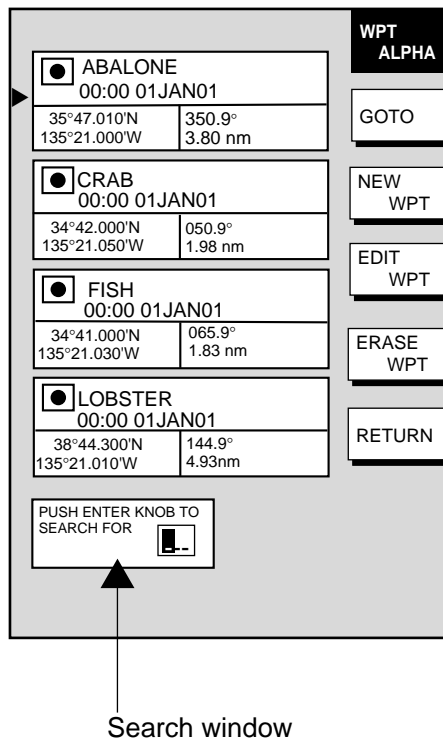 WPT
ALPHA
ABALONE
00:00 01JAN01
35°47.010'N
135°21.000'W
350.9°
3.80 nm
CRAB
00:00 01JAN01
34°42.000'N
135°21.050'W
050.9°
1.98 nm
FISH
00:00 01JAN01
34°41.000'N
135°21.030'W
065.9°
1.83 nm
LOBSTER
00:00 01JAN01
38°44.300'N
135°21.010'W
144.9°
4.93nm
GOTO
NEW
WPT
EDIT
WPT
ERASE
WPT
RETURN
PUSH ENTER KNOB TO
SEARCH FOR
Search window